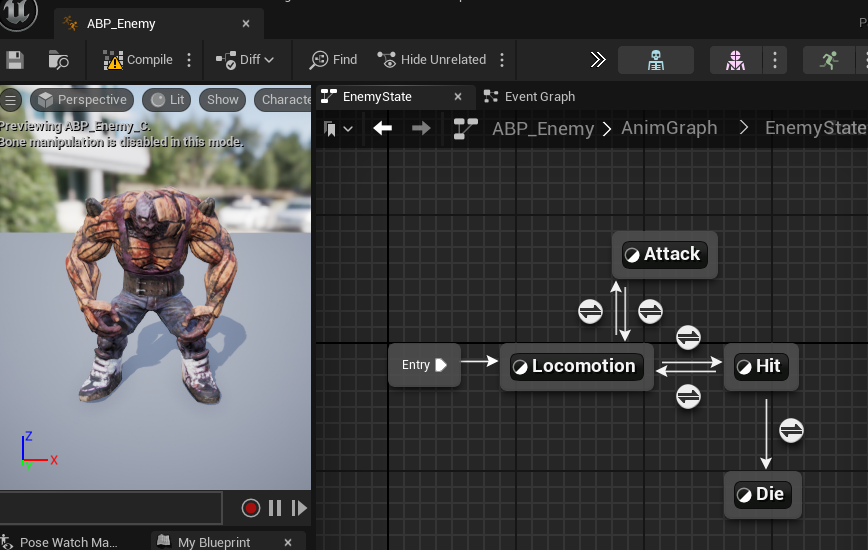 ABP_Enemy
Compile
Diff
Find
Hide Unrelated
Perspective
Lit
Show
Characte
Previewing ABP_Enemy_C.
Bone manipulation is disabled in this mode.
Z
X
EnemyState
Event Graph
ABP_Enemy > AnimGraph > EnemyState
Attack
Entry
Locomotion
Hit
Die
Pose Watch Ma...
My Blueprint